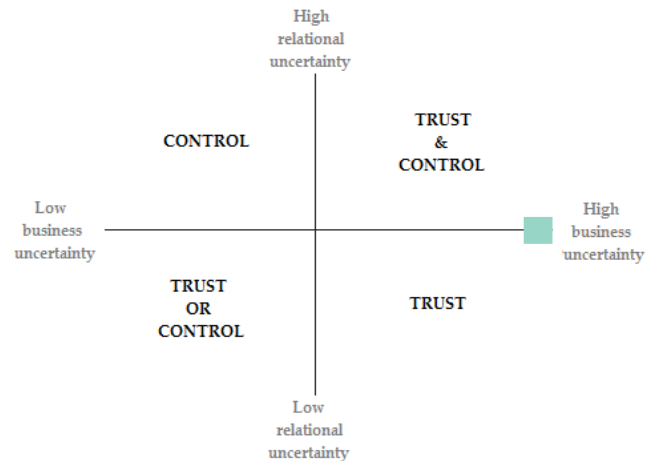 High
relational
uncertainty
CONTROL
TRUST
&
CONTROL
Low
business
uncertainty
High
business
uncertainty
TRUST
OR
CONTROL
TRUST
Low
relational
uncertainty